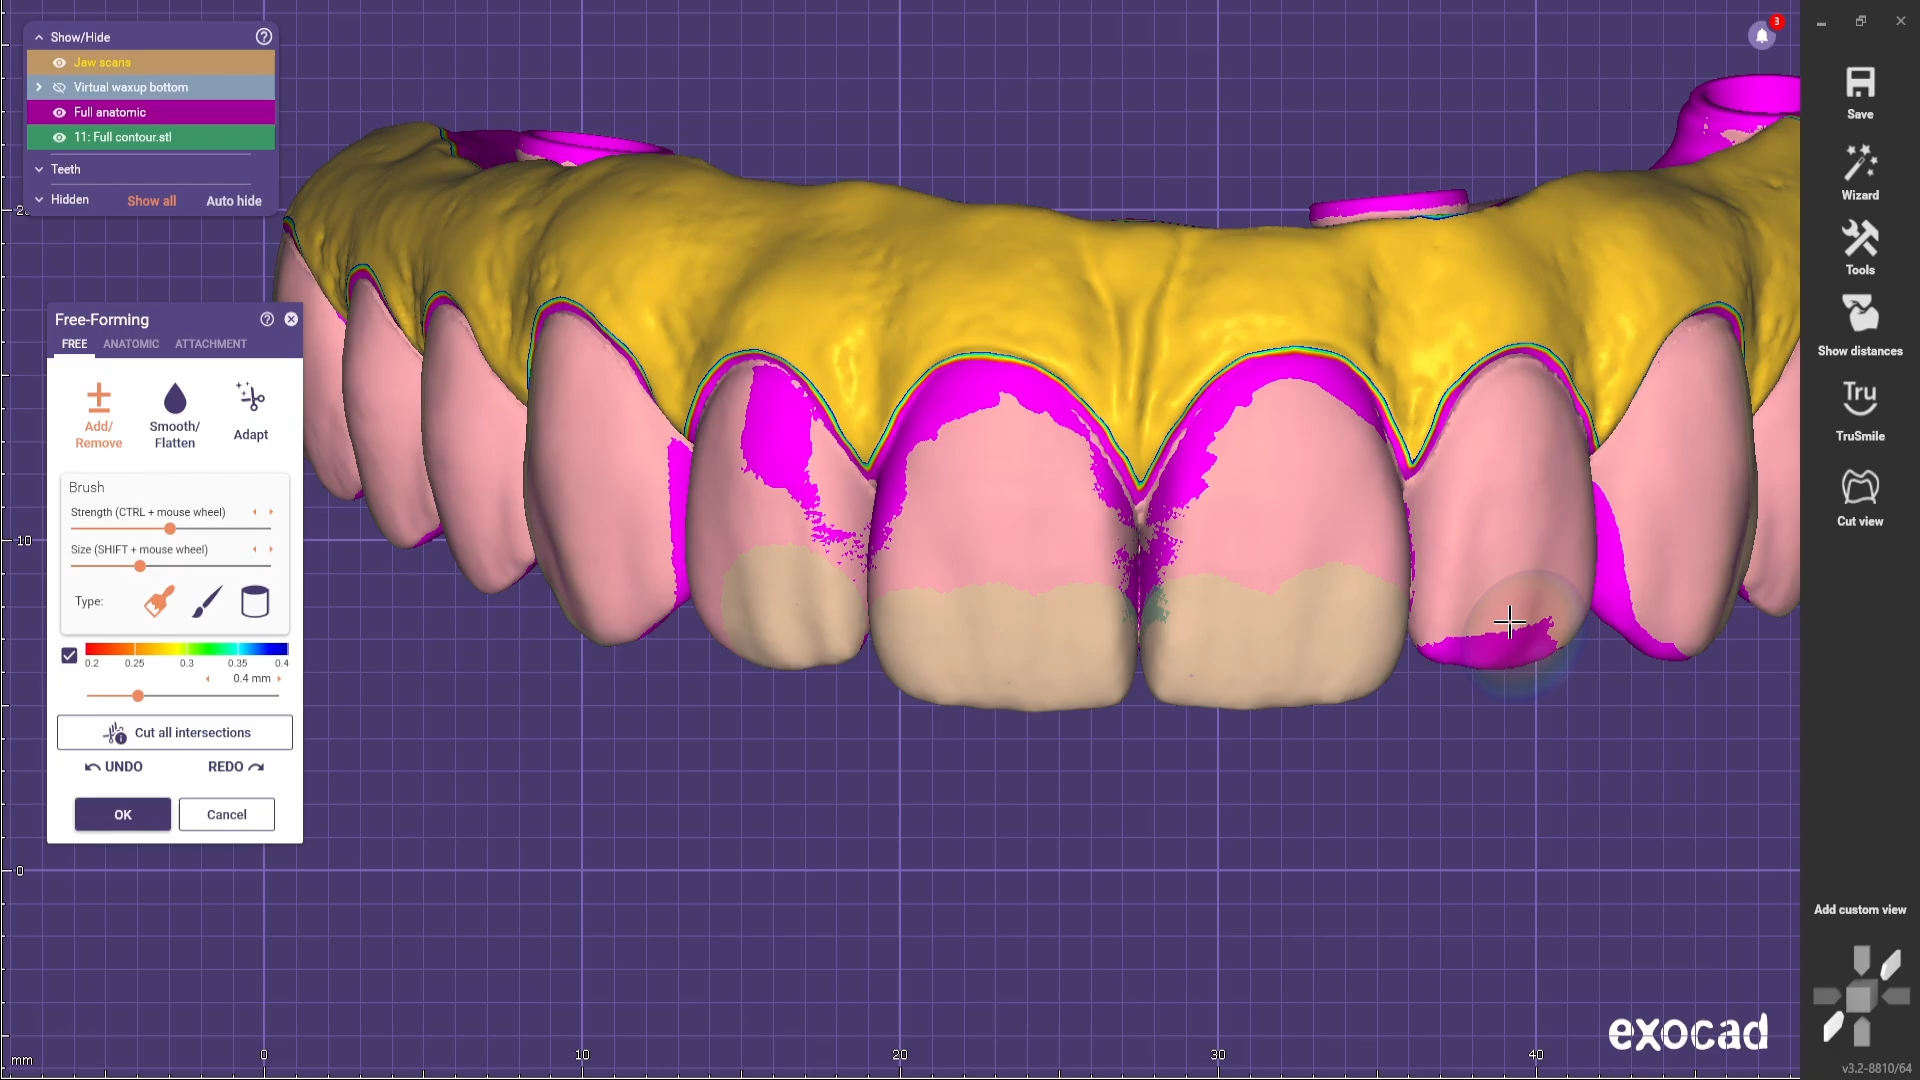 Show/Hide
Jaw scans
Virtual waxup bottom
Full anatomic
11: Full contour.stl
Teeth
Hidden Show all Auto hide
Free-Forming
FREE ANATOMIC ATTACHMENT
Add/
Remove
Smooth/
Flatten
Adapt
Brush
Strength (CTRL + mouse wheel)
Size (SHIFT + mouse wheel)
Type:
0.2 0.25 0.3 0.35 0.4
0.4 mm
Cut all intersections
UNDO REDO
OK Cancel
10
0
mm
0 10 20 30 40
3
Save
Wizard
Tools
Show distances
Tru
TruSmile
Cut view
Add custom view
exocad
v3.2-8810/64